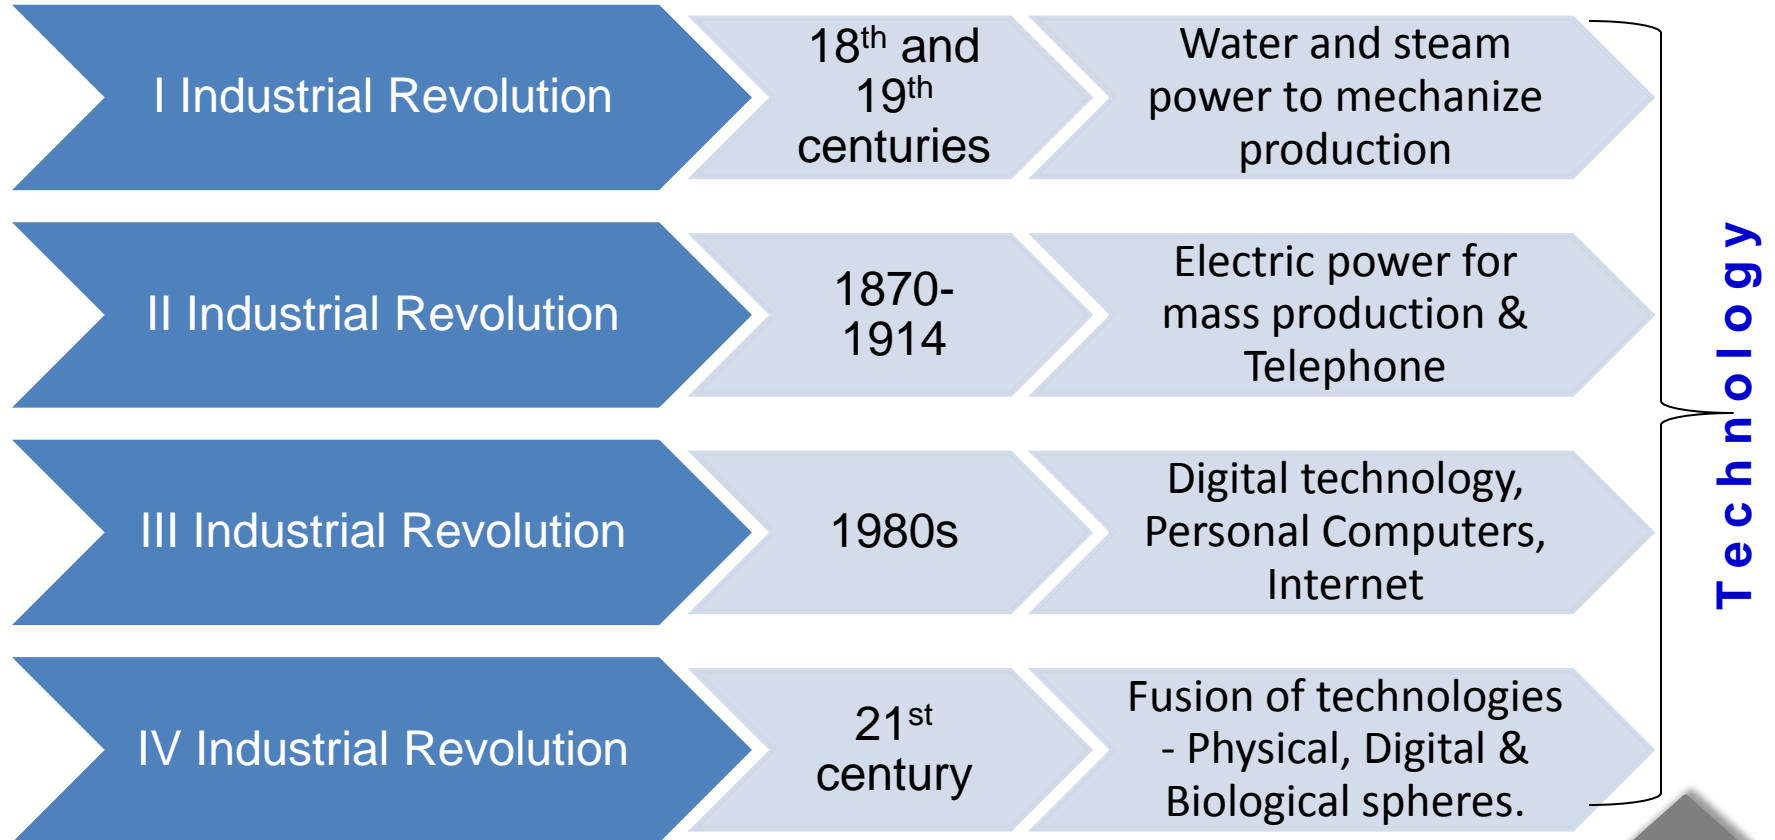 I Industrial Revolution
18th and
19th
centuries
Water and steam
power to mechanize
production
II Industrial Revolution
1870-
1914
Electric power for
mass production &
Telephone
III Industrial Revolution
1980s
Digital technology,
Personal Computers,
Internet
IV Industrial Revolution
21st
century
Fusion of technologies
- Physical, Digital &
Biological spheres.
Technology